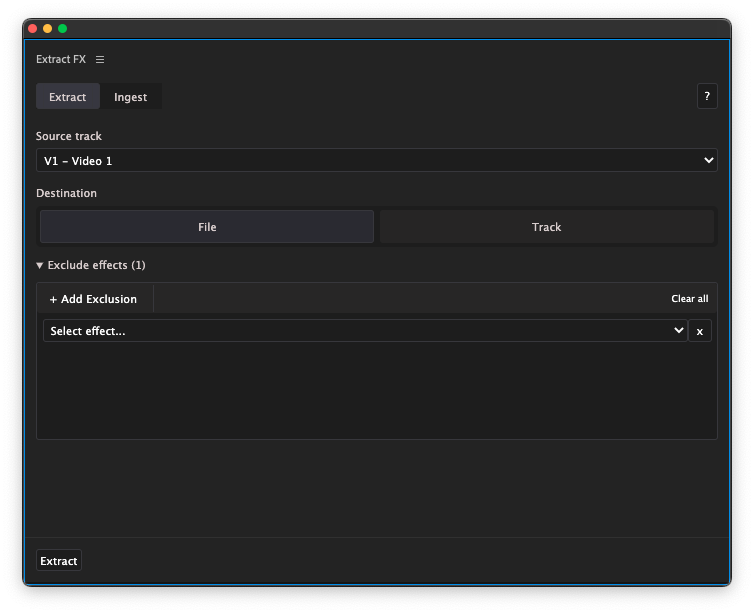 Extract FX ☰
Extract Ingest ?
Source track
V1 – Video 1
Destination
File Track
▼ Exclude effects (1)
+ Add Exclusion Clear all
Select effect... x
Extract